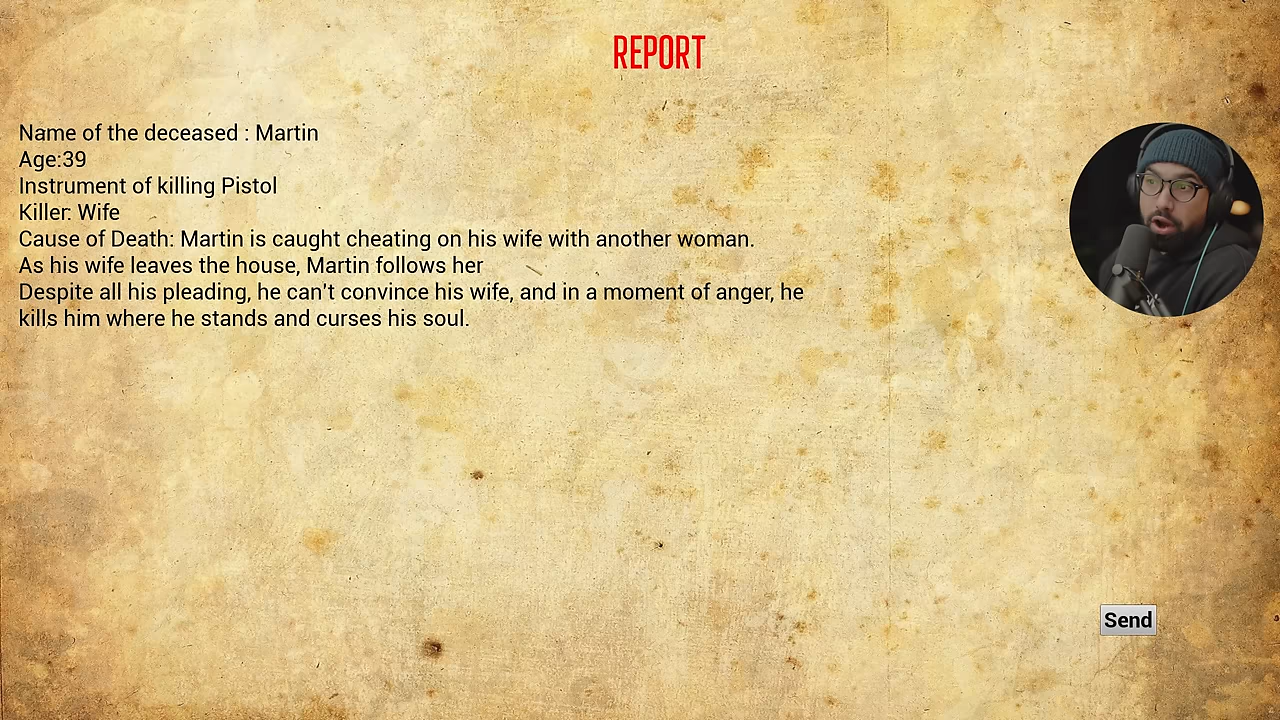 REPORT
Name of the deceased : Martin
Age:39
Instrument of killing Pistol
Killer: Wife
Cause of Death: Martin is caught cheating on his wife with another woman.
As his wife leaves the house, Martin follows her
Despite all his pleading, he can't convince his wife, and in a moment of anger, he
kills him where he stands and curses his soul.
Send